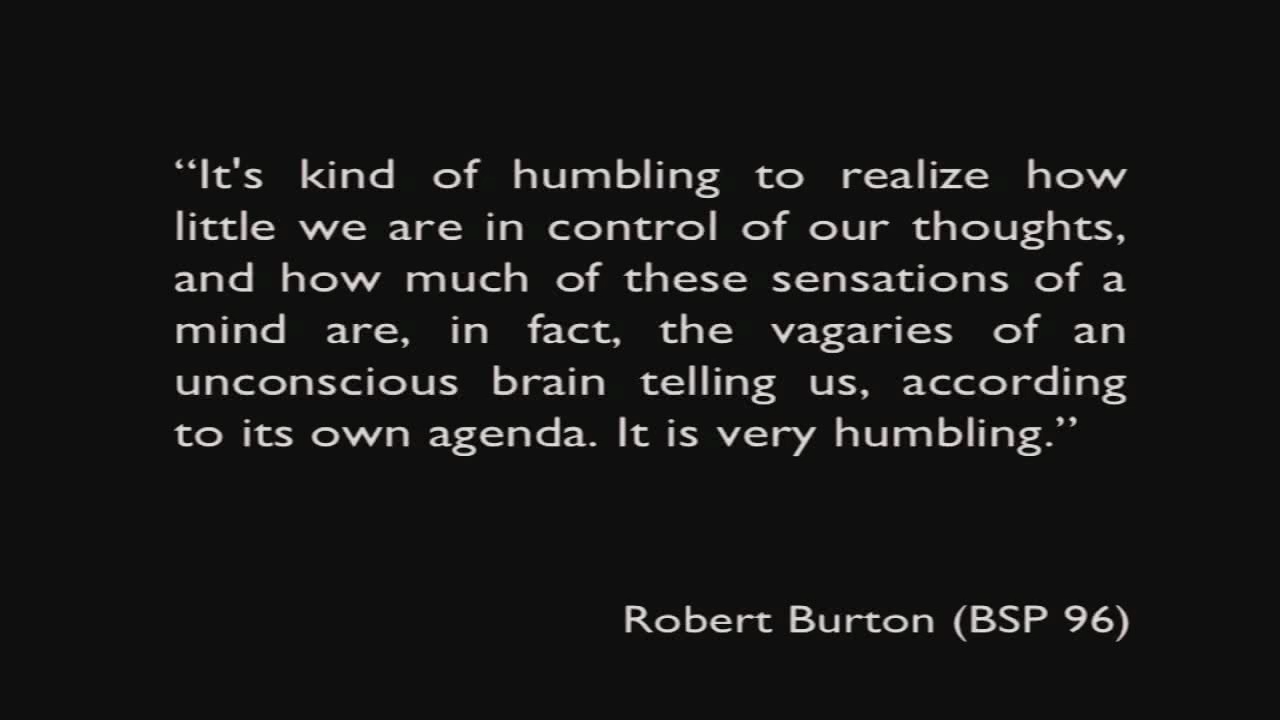 “It's kind of humbling to realize how
little we are in control of our thoughts,
and how much of these sensations of a
mind are, in fact, the vagaries of an
unconscious brain telling us, according
to its own agenda. It is very humbling.”
Robert Burton (BSP 96)